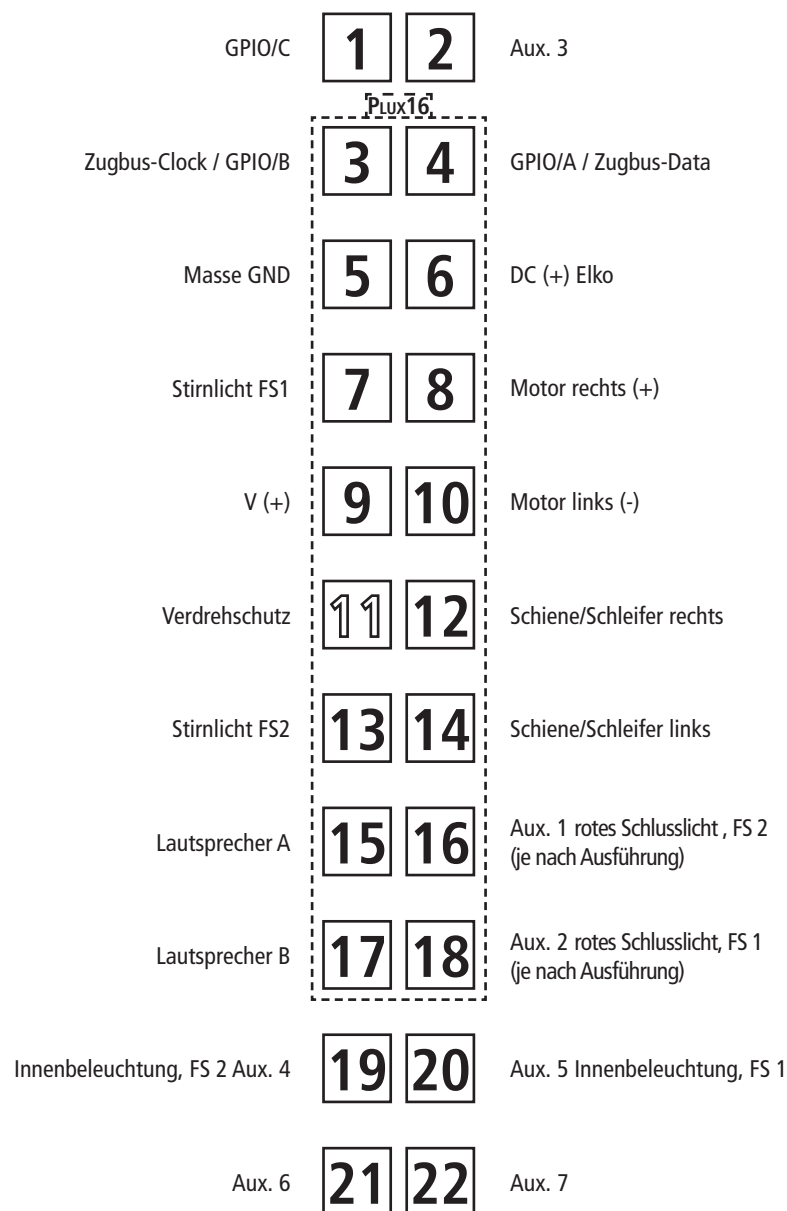 GPIO/C 1 2 Aux. 3
PLUX16
Zugbus-Clock / GPIO/B 3 4 GPIO/A / Zugbus-Data
Masse GND 5 6 DC (+) Elko
Stirnlicht FS1 7 8 Motor rechts (+)
V (+) 9 10 Motor links (-)
Verdrehschutz 11 12 Schiene/Schleifer rechts
Stirnlicht FS2 13 14 Schiene/Schleifer links
Lautsprecher A 15 16 Aux. 1 rotes Schlusslicht , FS 2
(je nach Ausführung)
Lautsprecher B 17 18 Aux. 2 rotes Schlusslicht, FS 1
(je nach Ausführung)
Innenbeleuchtung, FS 2 Aux. 4 19 20 Aux. 5 Innenbeleuchtung, FS 1
Aux. 6 21 22 Aux. 7